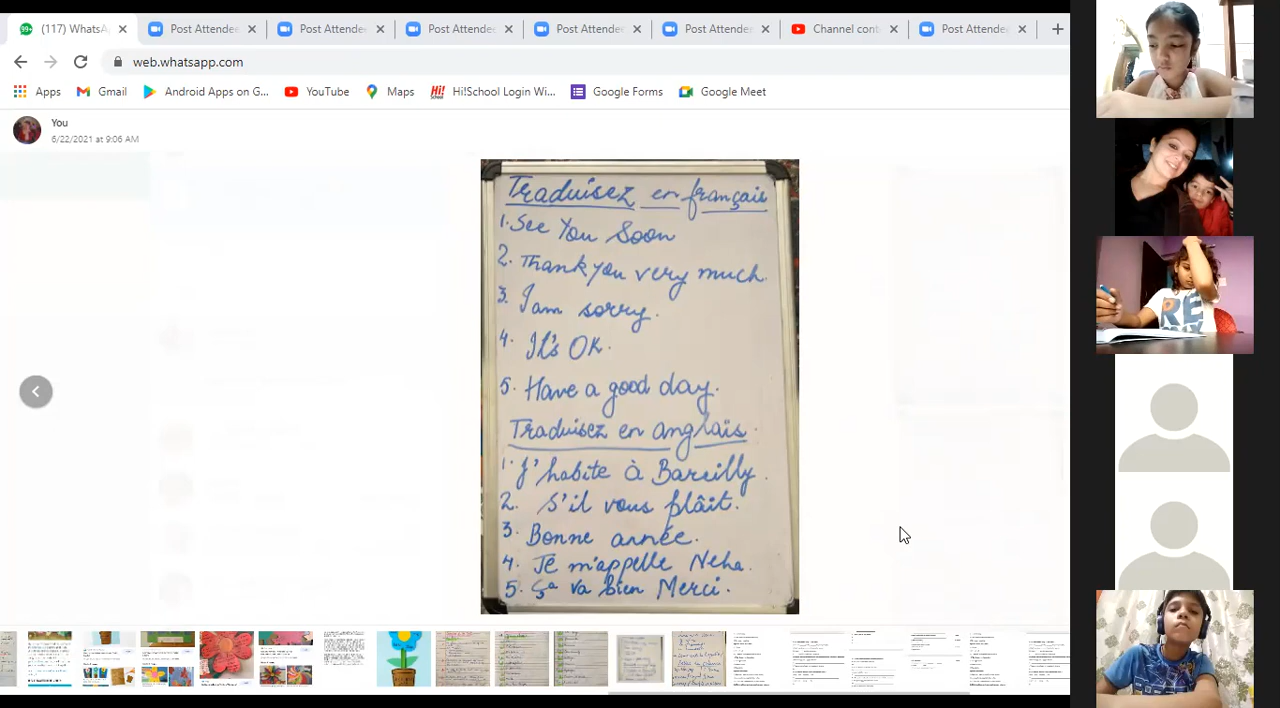 (117) WhatsA
Post Attendee
Post Attendee
Post Attendee
Post Attendee
Post Attendee
Channel cont
Post Attendee
web.whatsapp.com
Apps
Gmail
Android Apps on G...
YouTube
Maps
Hi! Hi!School Login Wi...
Google Forms
Google Meet
You
6/22/2021 at 9:06 AM
Traduisez en français
1. See You Soon
2. Thank you very much.
3. I am sorry.
4. It's OK.
5. Have a good day.
Traduisez en anglais.
1. J'habite à Bareilly.
2. S'il vous plâit.
3. Bonne année.
4. Je m'appelle Neha.
5. Ça va bien Merci.
RE